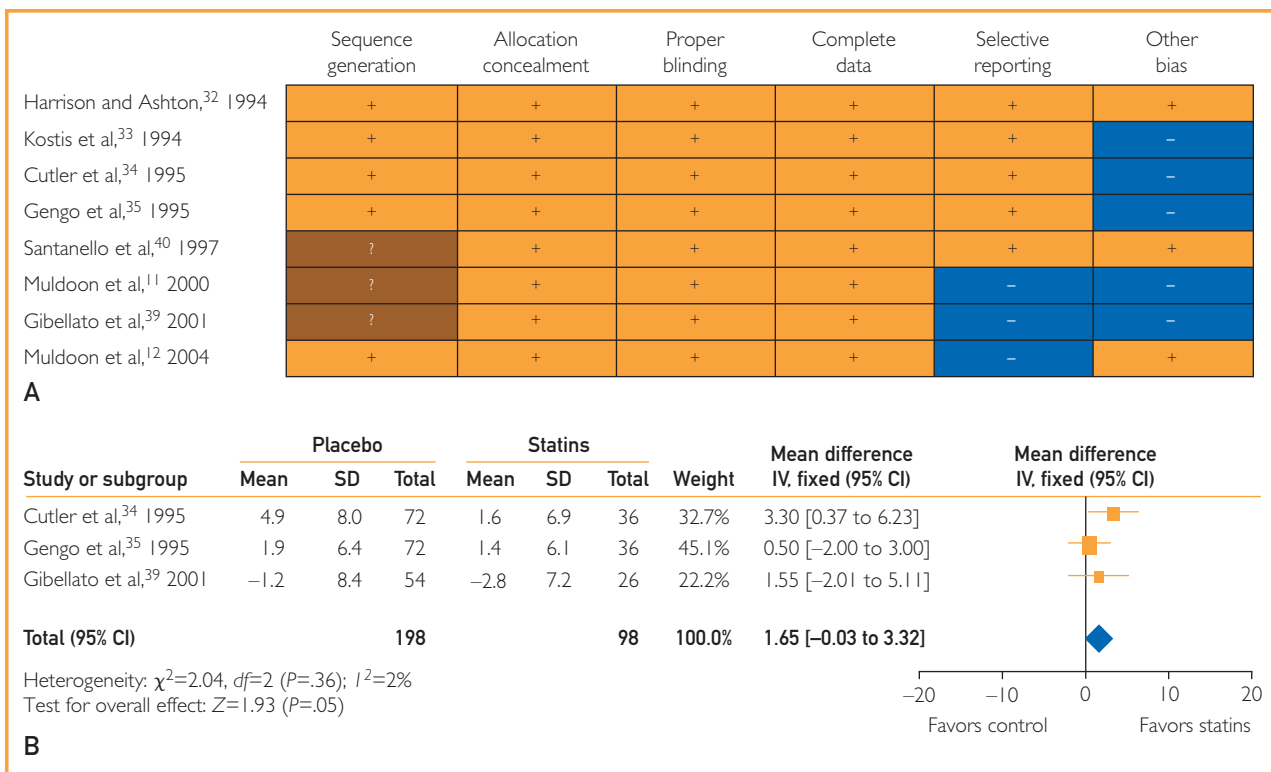 Sequence generation Allocation concealment Proper blinding Complete data Selective reporting Other bias
Harrison and Ashton,32 1994 + + + + + +
Kostis et al,33 1994 + + + + + –
Cutler et al,34 1995 + + + + + –
Gengo et al,35 1995 + + + + + –
Santanello et al,40 1997 ? + + + + +
Muldoon et al,11 2000 ? + + + – –
Gibellato et al,39 2001 ? + + + – –
Muldoon et al,12 2004 + + + + – +
A
Placebo Statins Mean difference Mean difference
Study or subgroup Mean SD Total Mean SD Total Weight IV, fixed (95% CI) IV, fixed (95% CI)
Cutler et al,34 1995 4.9 8.0 72 1.6 6.9 36 32.7% 3.30 [0.37 to 6.23]
Gengo et al,35 1995 1.9 6.4 72 1.4 6.1 36 45.1% 0.50 [–2.00 to 3.00]
Gibellato et al,39 2001 –1.2 8.4 54 –2.8 7.2 26 22.2% 1.55 [–2.01 to 5.11]
Total (95% CI) 198 98 100.0% 1.65 [–0.03 to 3.32]
Heterogeneity: χ2=2.04, df=2 (P=.36); I2=2%
Test for overall effect: Z=1.93 (P=.05)
–20 –10 0 10 20
Favors control Favors statins
B